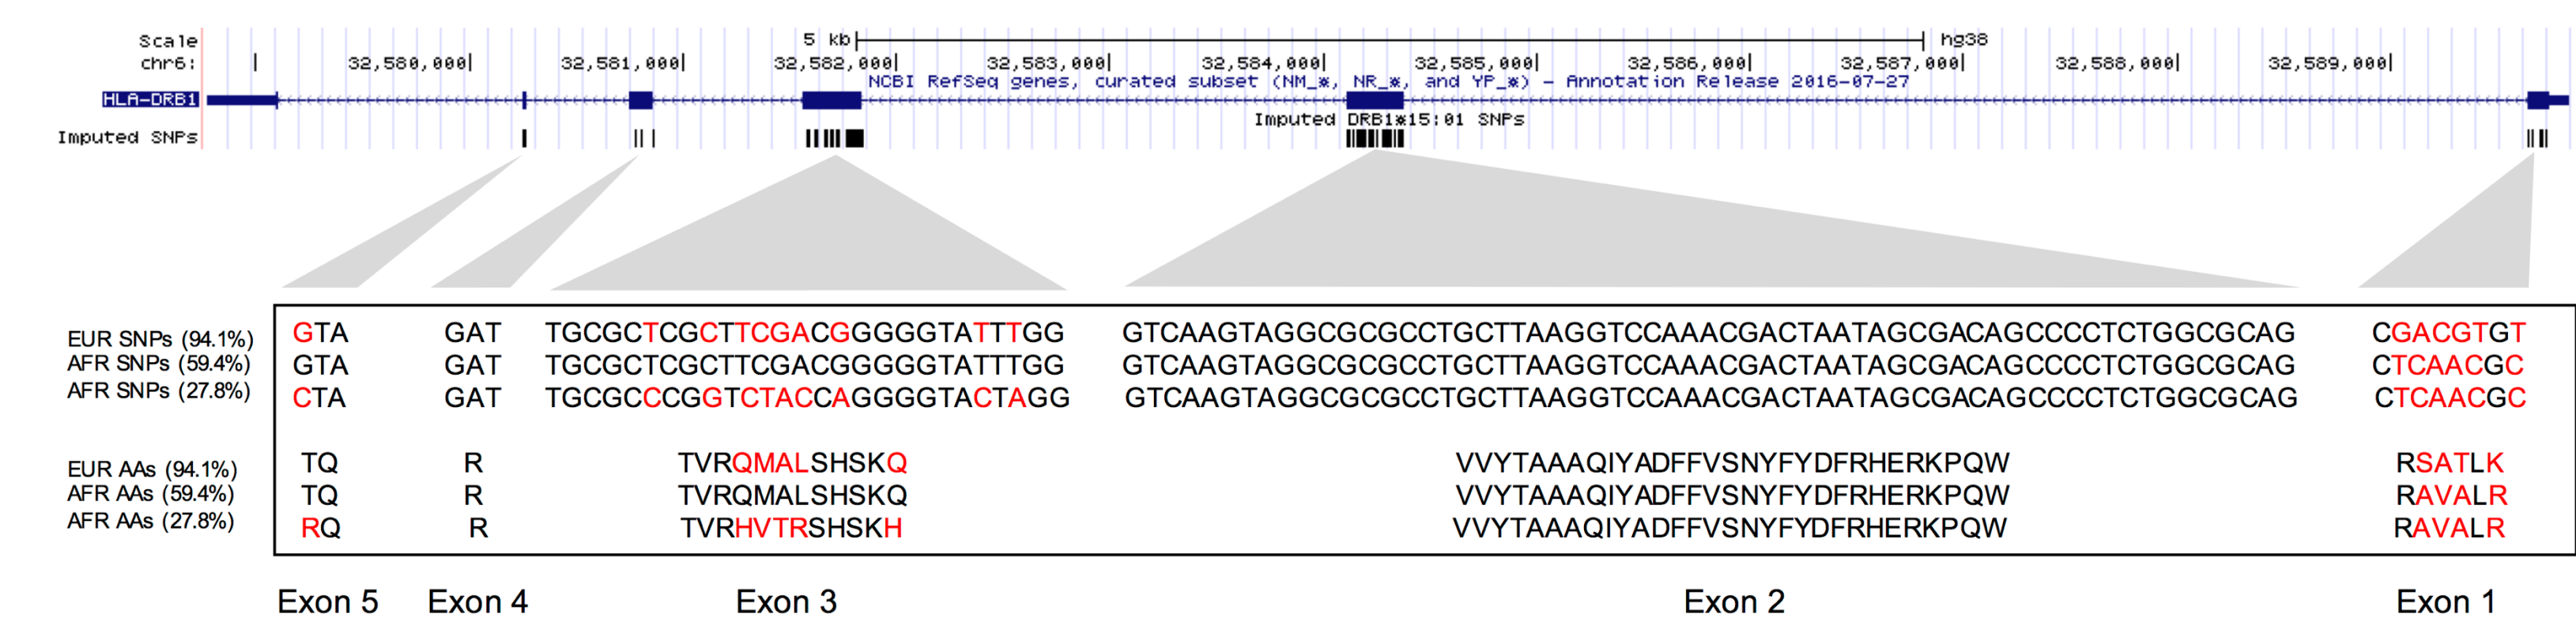 Scale 5 kb hg38
chr6: 32,580,000 32,581,000 32,582,000 32,583,000 32,584,000 32,585,000 32,586,000 32,587,000 32,588,000 32,589,000
NCBI RefSeq genes, curated subset (NM_*, NR_*, and YP_*) - Annotation Release 2016-07-27
HLA-DRB1
Imputed DRB1*15:01 SNPs
Imputed SNPs
EUR SNPs (94.1%) GTA GAT TGCGCTCGCTTCGACGGGGGTATTTGG GTCAAGTAGGCGCGCCTGCTTAAGGTCCAAACGACTAATAGCGACAGCCCCTCTGGCGCAG CGACGTGT
AFR SNPs (59.4%) GTA GAT TGCGCTCGCTTCGACGGGGGTATTTGG GTCAAGTAGGCGCGCCTGCTTAAGGTCCAAACGACTAATAGCGACAGCCCCTCTGGCGCAG CTCAACGC
AFR SNPs (27.8%) CTA GAT TGCGCCCGGTCTACCAGGGGTACTAGG GTCAAGTAGGCGCGCCTGCTTAAGGTCCAAACGACTAATAGCGACAGCCCCTCTGGCGCAG CTCAACGC
EUR AAs (94.1%) TQ R TVRQMALSHSKQ VVYTAAAQIYADFFVSNYFYDFRHERKPQW RSATLK
AFR AAs (59.4%) TQ R TVRQMALSHSKQ VVYTAAAQIYADFFVSNYFYDFRHERKPQW RAVALR
AFR AAs (27.8%) RQ R TVRHVTRSHSKH VVYTAAAQIYADFFVSNYFYDFRHERKPQW RAVALR
Exon 5 Exon 4 Exon 3 Exon 2 Exon 1